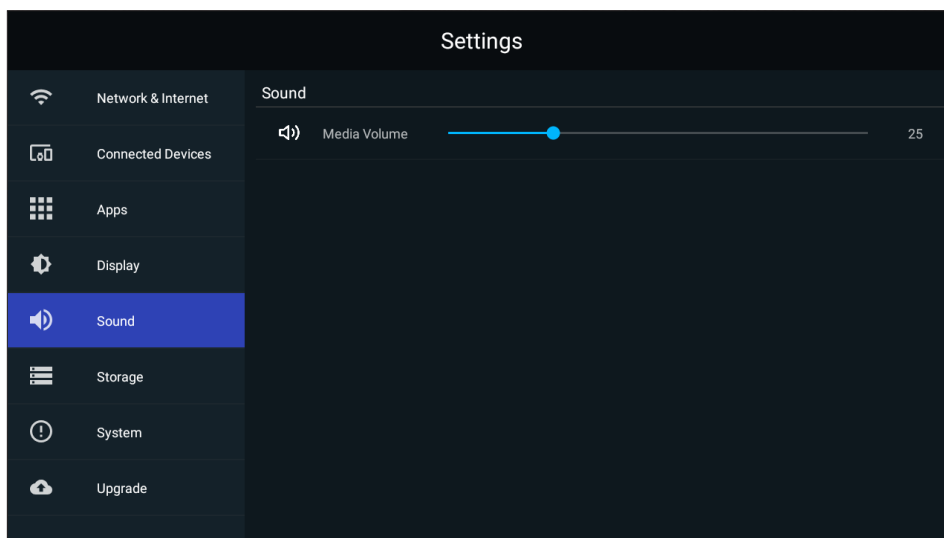 Settings
Network & Internet
Connected Devices
Apps
Display
Sound
Storage
System
Upgrade
Sound
Media Volume 25